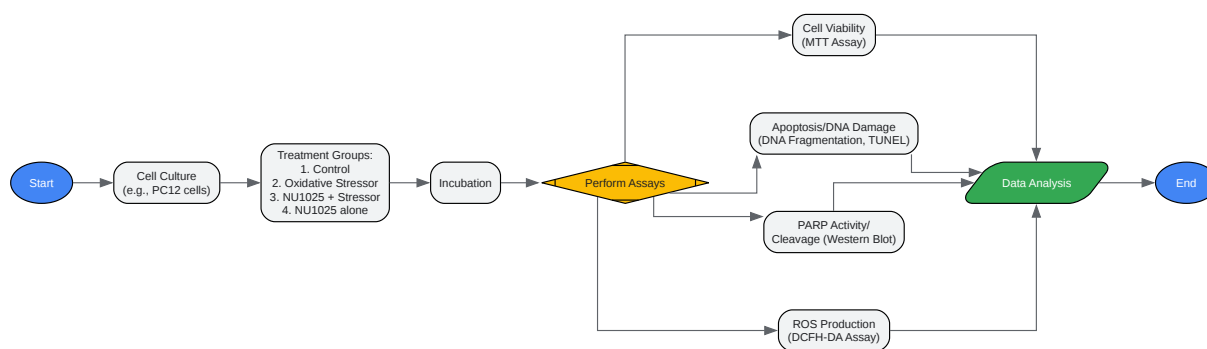 Start
Cell Culture
(e.g., PC12 cells)
Treatment Groups:
1. Control
2. Oxidative Stressor
3. NU1025 + Stressor
4. NU1025 alone
Incubation
Perform Assays
Cell Viability
(MTT Assay)
Apoptosis/DNA Damage
(DNA Fragmentation, TUNEL)
PARP Activity/
Cleavage (Western Blot)
ROS Production
(DCFH-DA Assay)
Data Analysis
End